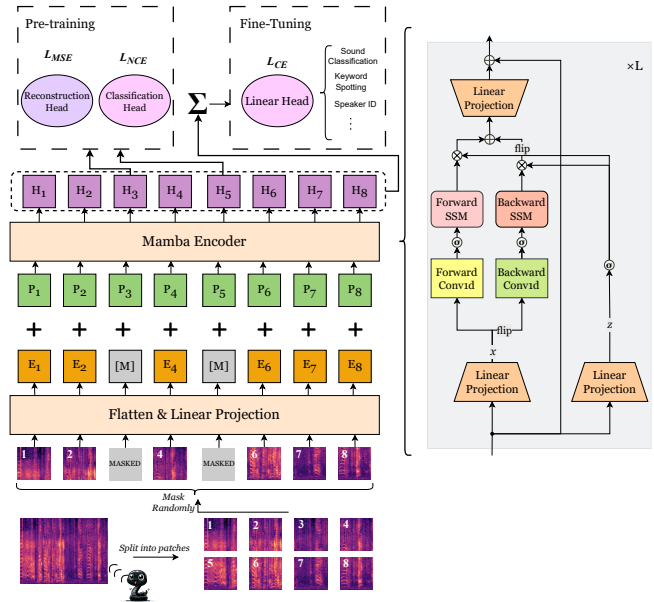 Pre-training
L_MSE
L_NCE
Reconstruction
Head
Classification
Head
Σ
Fine-Tuning
L_CE
Linear Head
Sound
Classification
Keyword
Spotting
Speaker ID
⋮
H1 H2 H3 H4 H5 H6 H7 H8
Mamba Encoder
P1 P2 P3 P4 P5 P6 P7 P8
+ + + + + + + +
E1 E2 [M] E4 [M] E6 E7 E8
Flatten & Linear Projection
1 2 MASKED 4 MASKED 6 7 8
Mask
Randomly
Split into patches
1 2 3 4
5 6 7 8
×L
Linear
Projection
flip
Forward
SSM
Backward
SSM
σ σ
σ
Forward
Conv1d
Backward
Conv1d
flip
x
z
Linear
Projection
Linear
Projection